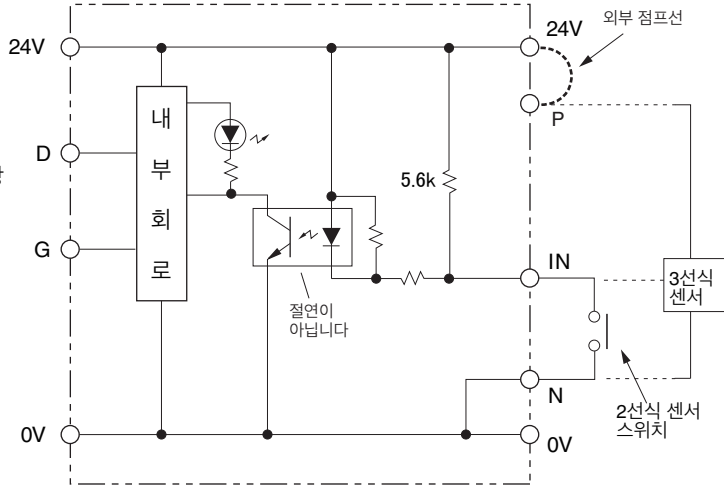 외부 점프선
24V
24V
P
내
부
회
로
D
5.6k
G
IN
3선식
센서
절연이
아닙니다
N
2선식 센서
스위치
0V
0V